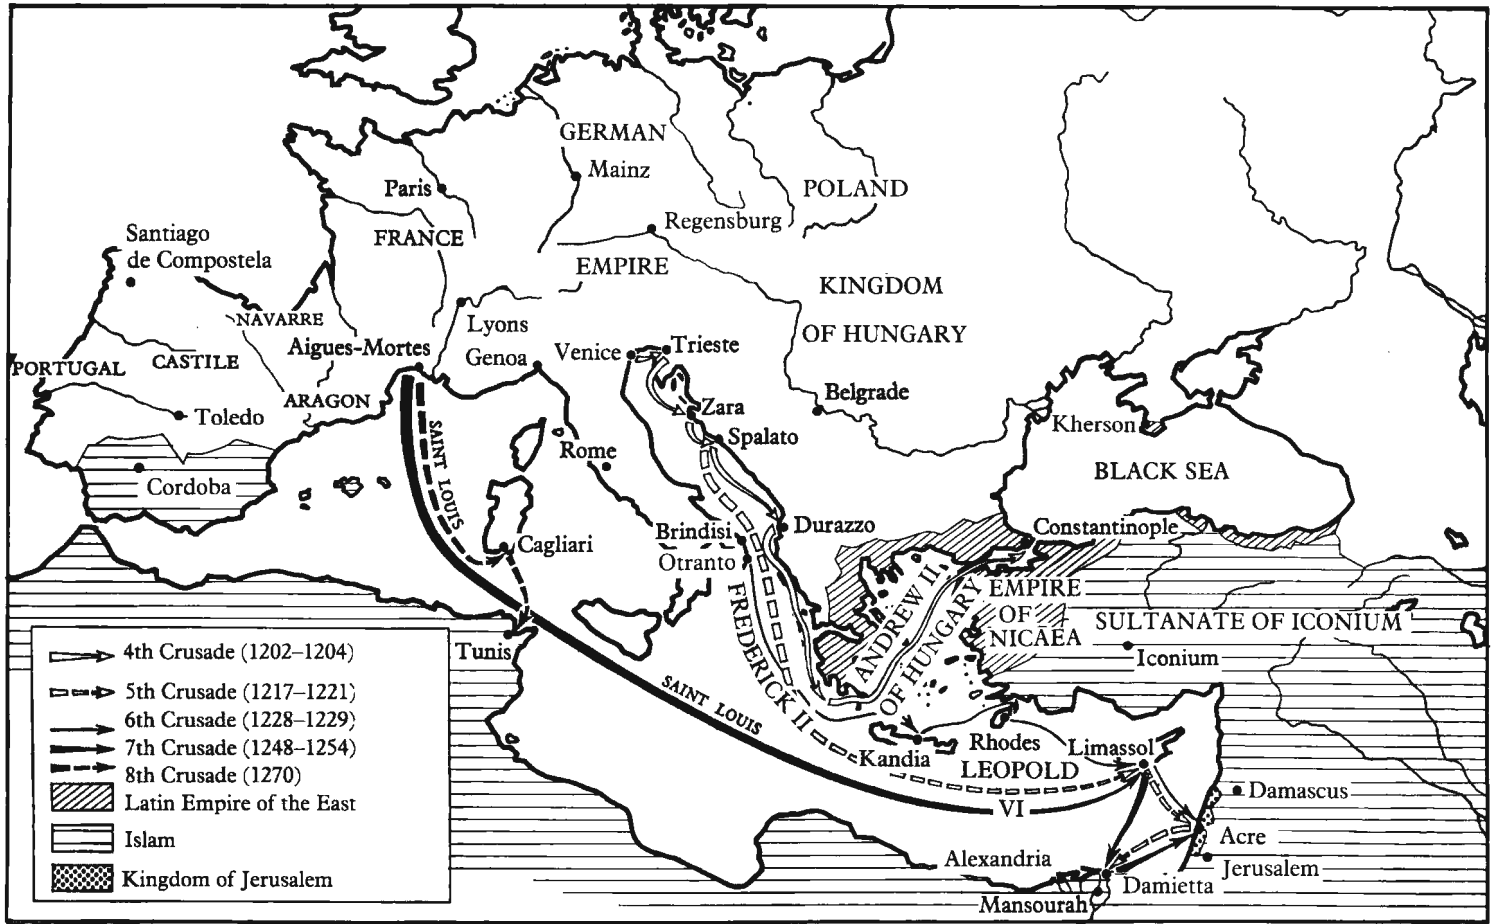 GERMAN
Mainz
Paris
POLAND
Regensburg
FRANCE
Santiago
de Compostela
EMPIRE
KINGDOM
OF HUNGARY
NAVARRE
Lyons
Aigues-Mortes
Genoa
Venice
Trieste
PORTUGAL
CASTILE
ARAGON
Belgrade
Toledo
Zara
Kherson
Spalato
SAINT LOUIS
Rome
BLACK SEA
Cordoba
Brindisi
Durazzo
Constantinople
Cagliari
Otranto
FREDERICK II
ANDREW II
OF HUNGARY
EMPIRE
OF
NICAEA
SULTANATE OF ICONIUM
Tunis
Iconium
SAINT LOUIS
Kandia
Rhodes
Limassol
LEOPOLD
VI
Damascus
Acre
Alexandria
Jerusalem
Damietta
Mansourah
4th Crusade (1202–1204)
5th Crusade (1217–1221)
6th Crusade (1228–1229)
7th Crusade (1248–1254)
8th Crusade (1270)
Latin Empire of the East
Islam
Kingdom of Jerusalem